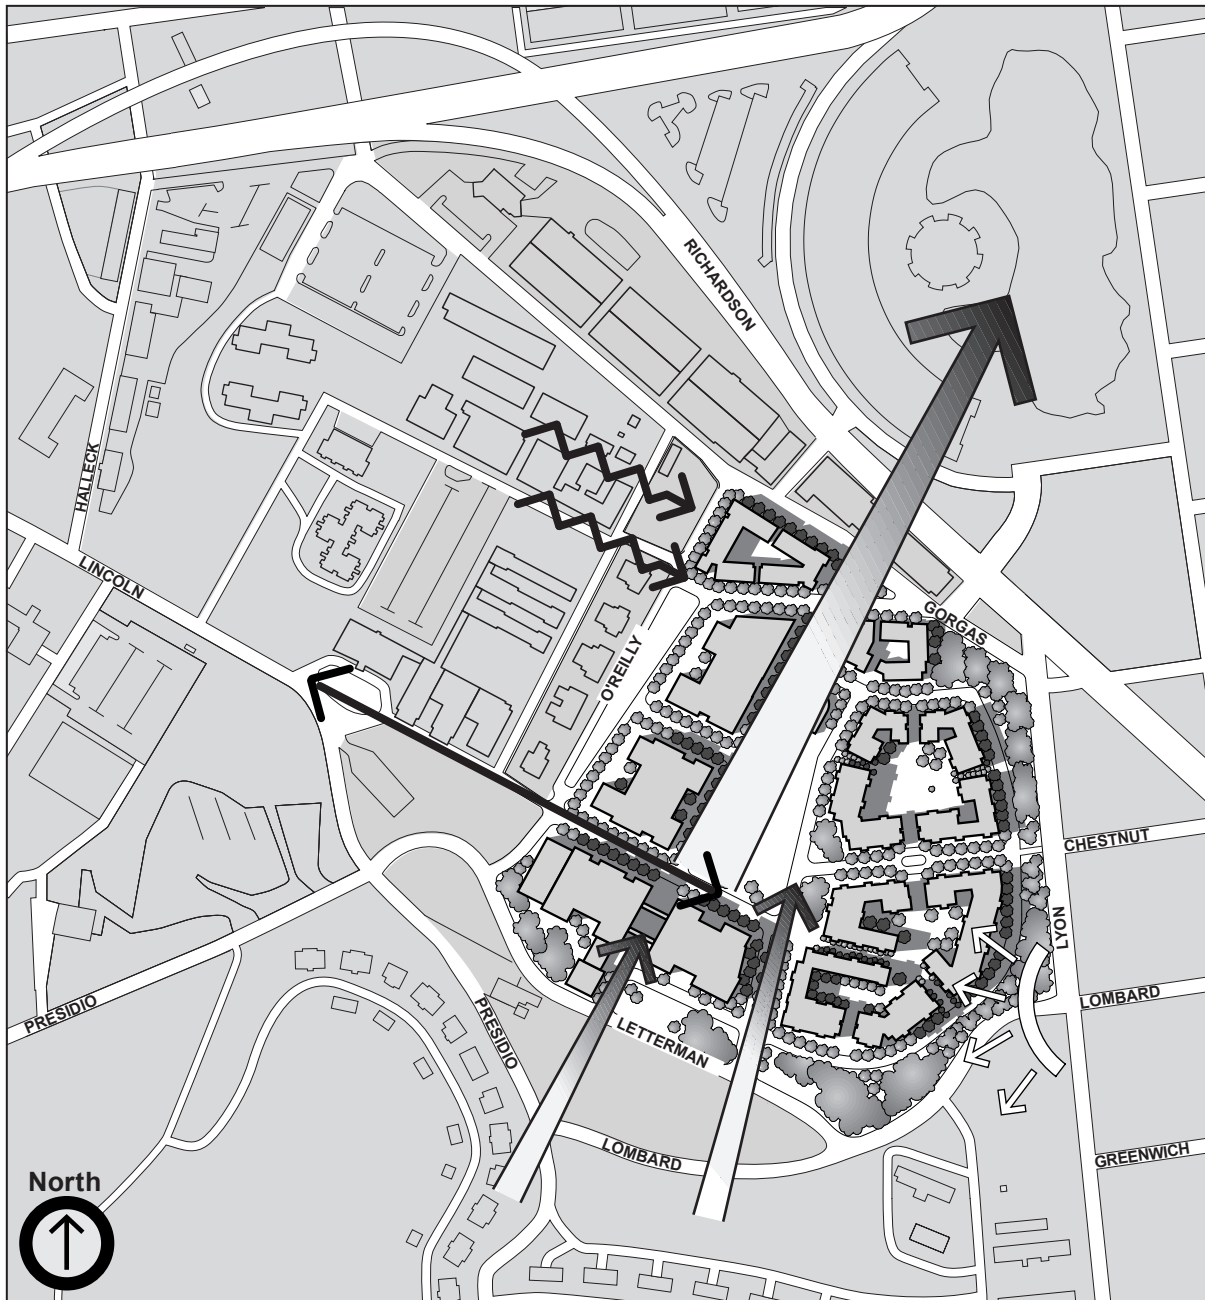 RICHARDSON
HALLECK
LINCOLN
GORGAS
O'REILLY
CHESTNUT
LYON
LOMBARD
PRESIDIO
PRESIDIO
LETTERMAN
LOMBARD
GREENWICH
North